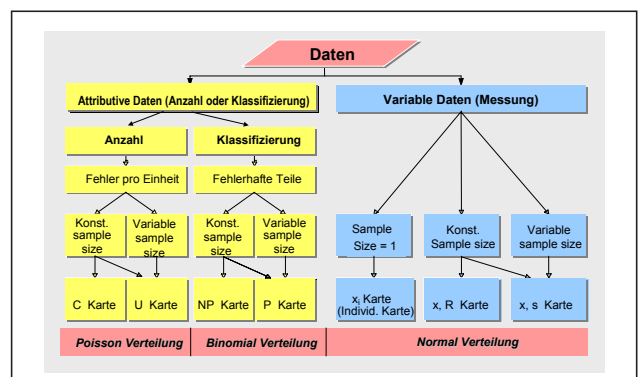 Daten
Attributive Daten (Anzahl oder Klassifizierung)
Variable Daten (Messung)
Anzahl
Klassifizierung
Fehler pro Einheit
Fehlerhafte Teile
Konst.
sample
size
Variable
sample
size
Konst.
sample
size
Variable
sample
size
Sample
Size = 1
Konst.
Sample size
Variable
sample size
C Karte
U Karte
NP Karte
P Karte
xi Karte
(Individ. Karte)
x, R Karte
x, s Karte
Poisson Verteilung
Binomial Verteilung
Normal Verteilung